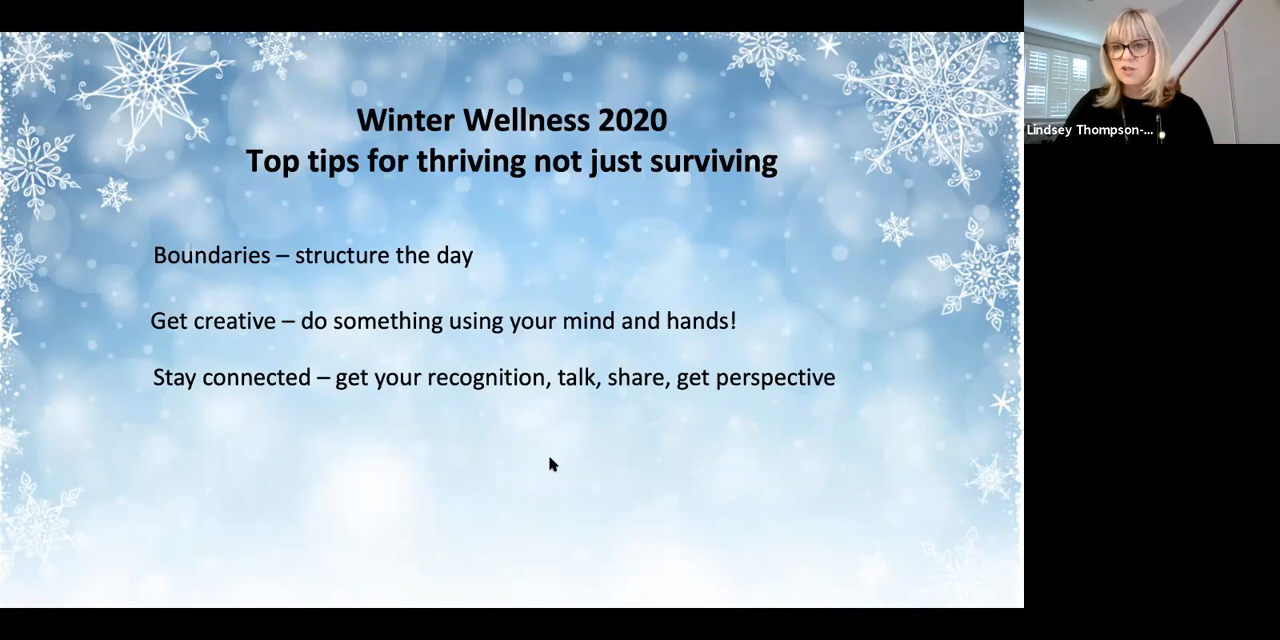 Winter Wellness 2020
Top tips for thriving not just surviving
Boundaries – structure the day
Get creative – do something using your mind and hands!
Stay connected – get your recognition, talk, share, get perspective
Lindsey Thompson-...